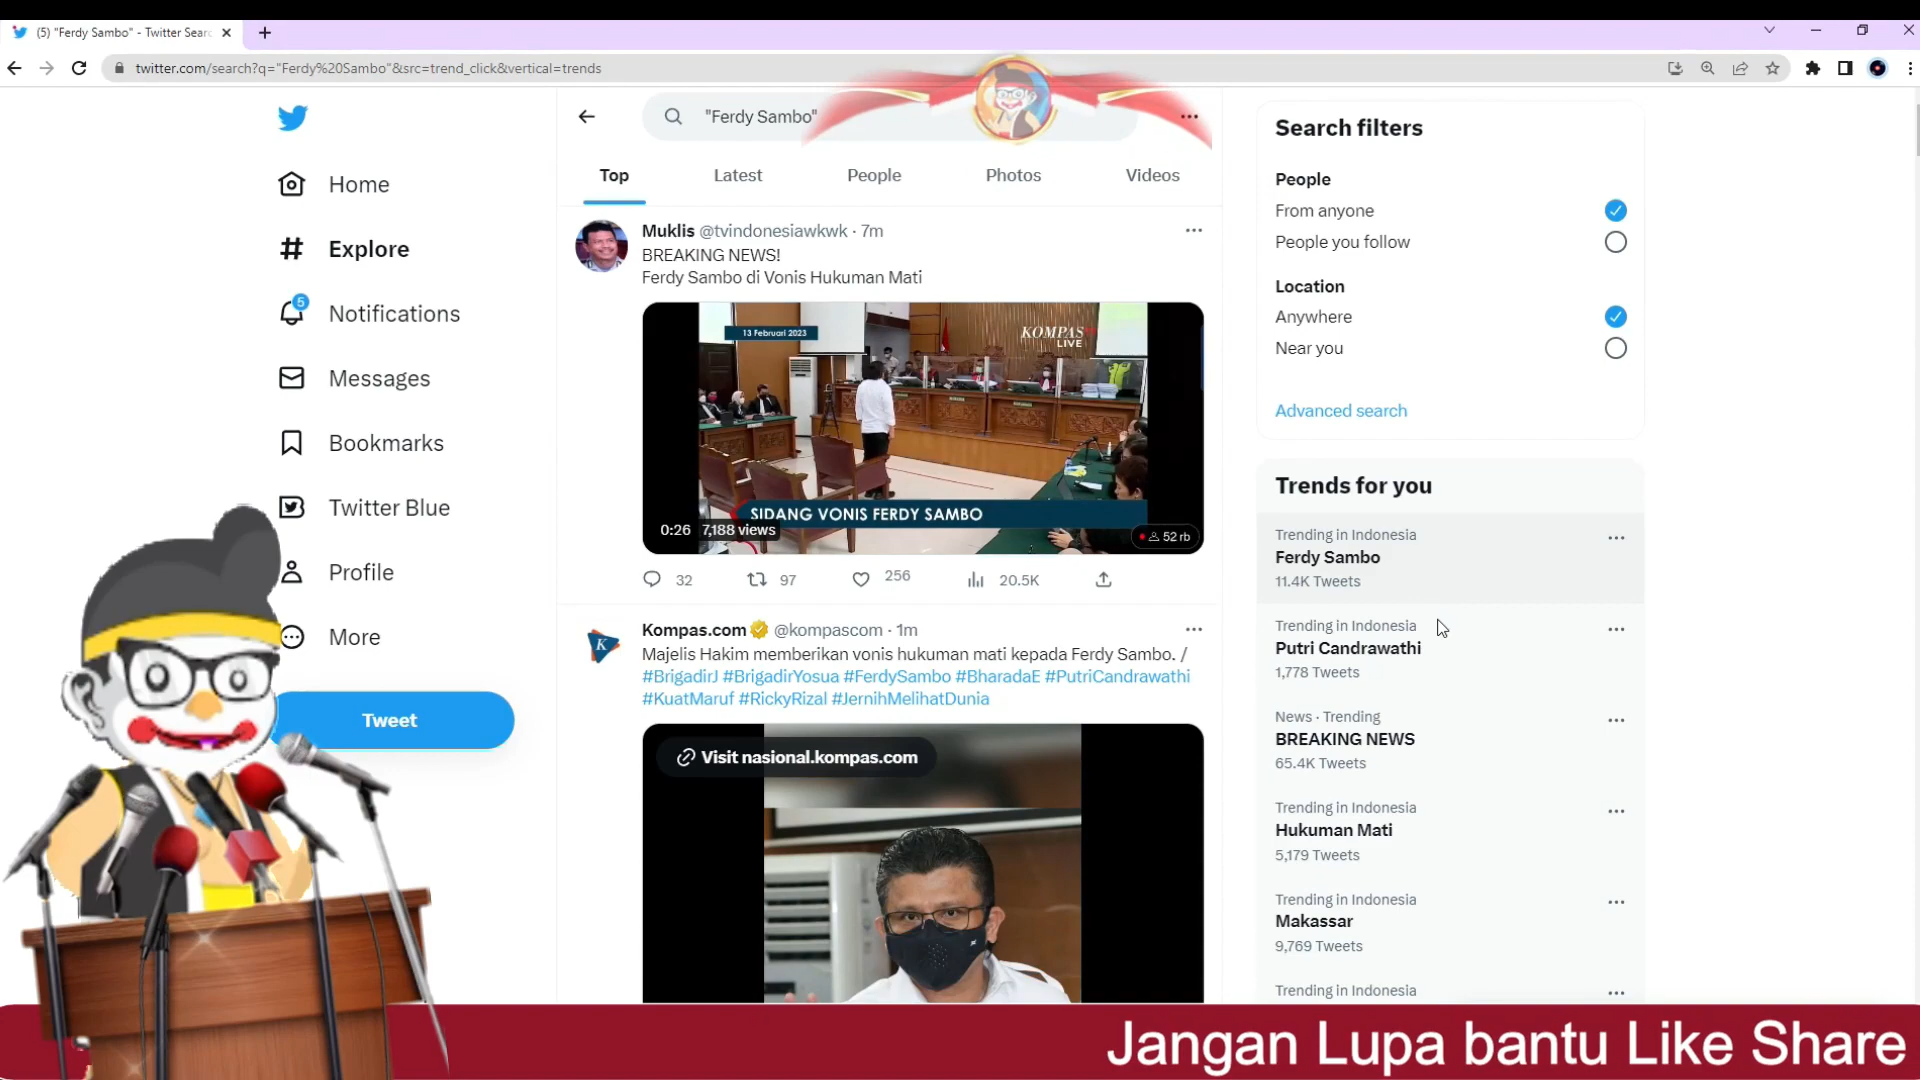 (5) "Ferdy Sambo" - Twitter Searc
twitter.com/search?q="Ferdy%20Sambo"&src=trend_click&vertical=trends
Home
Explore
5
Notifications
Messages
Bookmarks
Twitter Blue
Profile
More
Tweet
"Ferdy Sambo"
Top
Latest
People
Photos
Videos
Muklis @tvindonesiawkwk · 7m
BREAKING NEWS!
Ferdy Sambo di Vonis Hukuman Mati
13 Februari 2023
KOMPAS
LIVE
SIDANG VONIS FERDY SAMBO
0:26 7,188 views
52 rb
32
97
256
20.5K
Kompas.com @kompascom · 1m
Majelis Hakim memberikan vonis hukuman mati kepada Ferdy Sambo. /
#BrigadirJ #BrigadirYosua #FerdySambo #BharadaE #PutriCandrawathi
#KuatMaruf #RickyRizal #JernihMelihatDunia
K
Visit nasional.kompas.com
Search filters
People
From anyone
People you follow
Location
Anywhere
Near you
Advanced search
Trends for you
Trending in Indonesia
Ferdy Sambo
11.4K Tweets
Trending in Indonesia
Putri Candrawathi
1,778 Tweets
News · Trending
BREAKING NEWS
65.4K Tweets
Trending in Indonesia
Hukuman Mati
5,179 Tweets
Trending in Indonesia
Makassar
9,769 Tweets
Trending in Indonesia
Jangan Lupa bantu Like Share